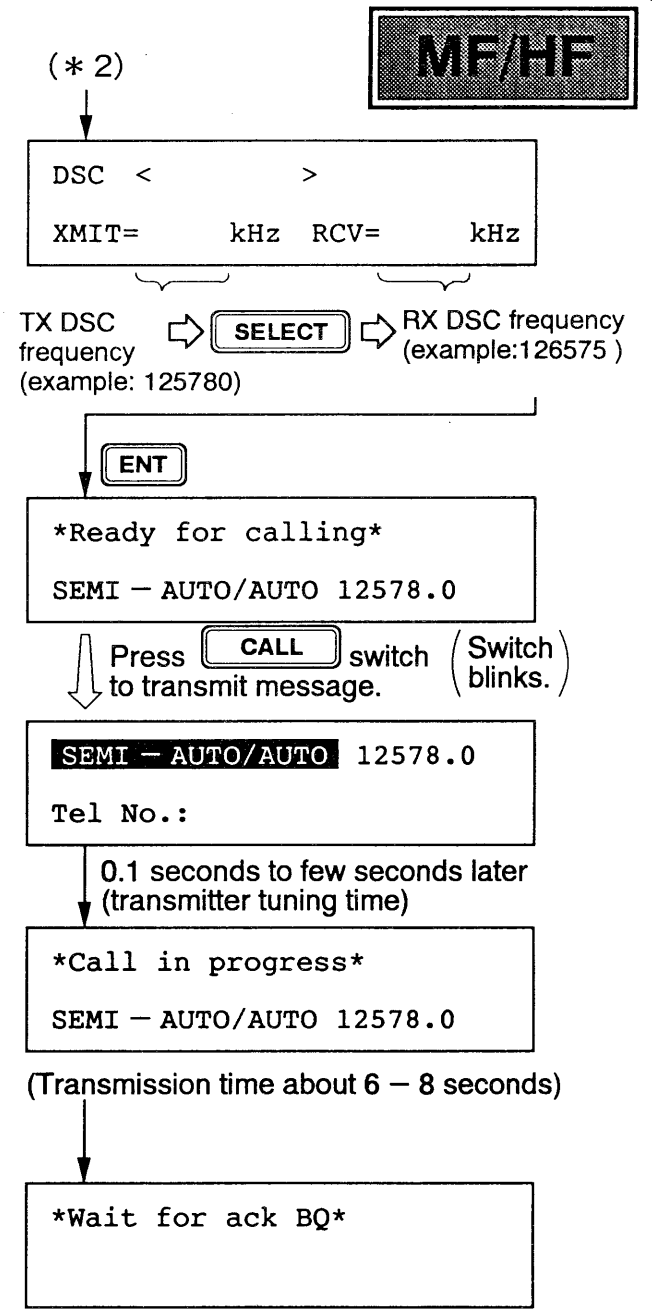 (＊2)
MF/HF
DSC < >
XMIT= kHz RCV= kHz
TX DSC
frequency
(example: 125780)
SELECT
RX DSC frequency
(example:126575 )
ENT
*Ready for calling*
SEMI − AUTO/AUTO 12578.0
Press CALL switch (Switch blinks.)
to transmit message.
SEMI − AUTO/AUTO 12578.0
Tel No.:
0.1 seconds to few seconds later
(transmitter tuning time)
*Call in progress*
SEMI − AUTO/AUTO 12578.0
(Transmission time about 6 − 8 seconds)
*Wait for ack BQ*